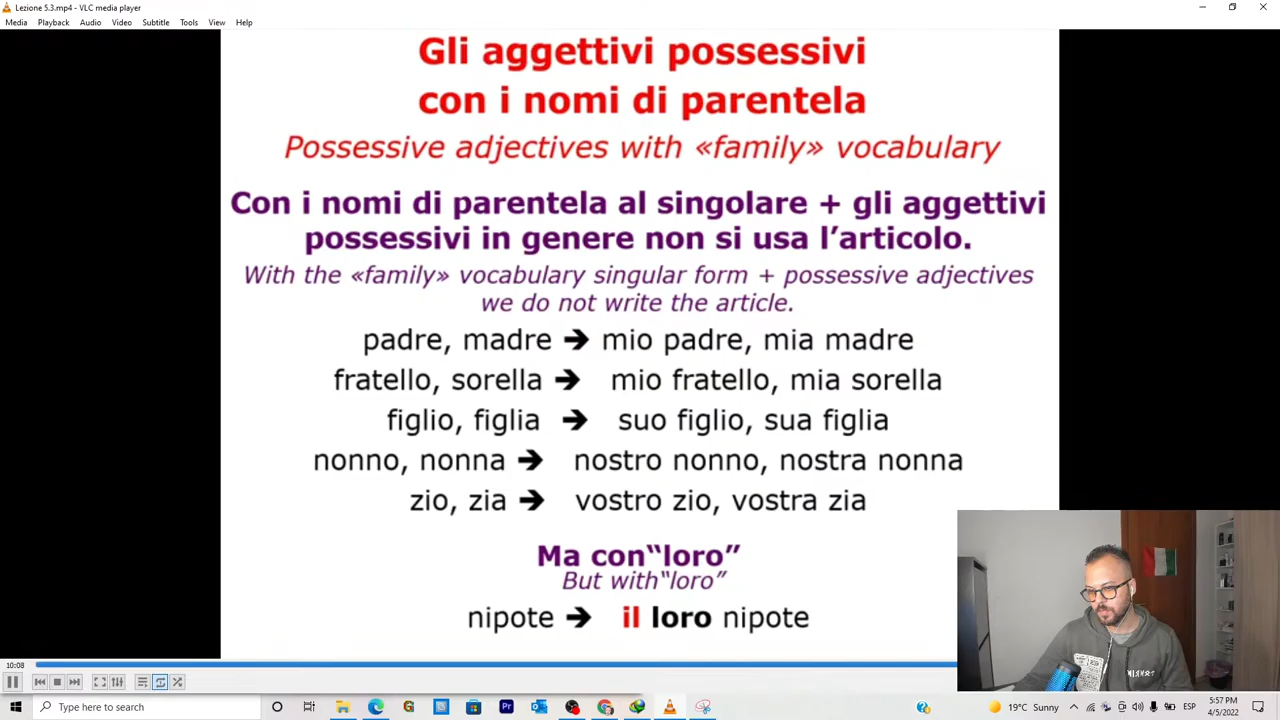 Lezione 5.3.mp4 - VLC media player
Media Playback Audio Video Subtitle Tools View Help
Gli aggettivi possessivi
con i nomi di parentela
Possessive adjectives with «family» vocabulary
Con i nomi di parentela al singolare + gli aggettivi
possessivi in genere non si usa l’articolo.
With the «family» vocabulary singular form + possessive adjectives
we do not write the article.
padre, madre ➔ mio padre, mia madre
fratello, sorella ➔ mio fratello, mia sorella
figlio, figlia ➔ suo figlio, sua figlia
nonno, nonna ➔ nostro nonno, nostra nonna
zio, zia ➔ vostro zio, vostra zia
Ma con“loro”
But with“loro”
nipote ➔ il loro nipote
10:08
Type here to search
19°C Sunny
ESP
5:57 PM
4/5/2022